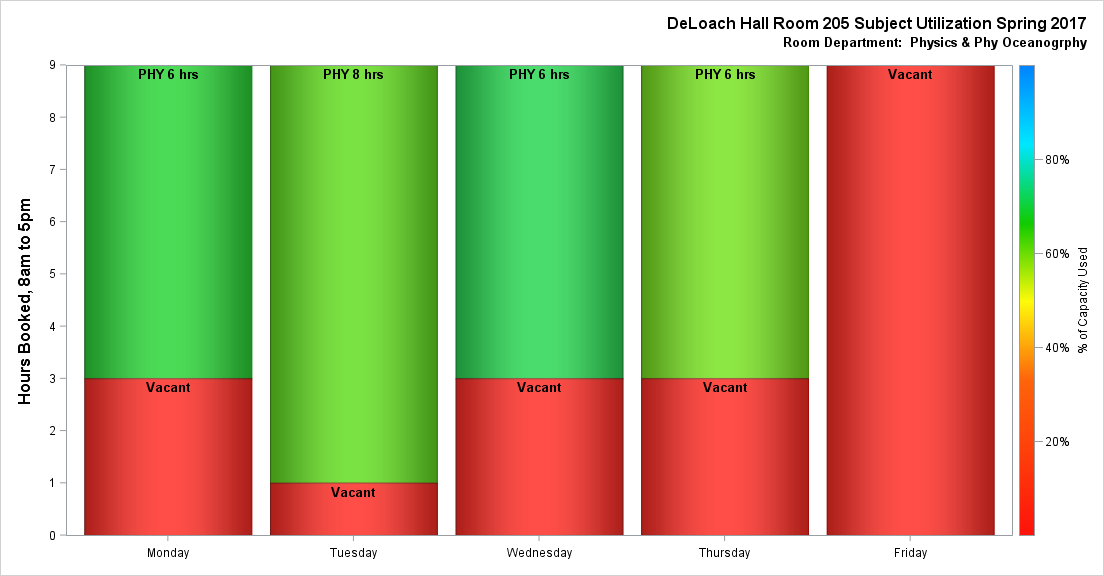 DeLoach Hall Room 205 Subject Utilization Spring 2017
Room Department:  Physics & Phy Oceanogrphy
Hours Booked, 8am to 5pm
9
8
7
6
5
4
3
2
1
0
PHY 6 hrs
PHY 8 hrs
PHY 6 hrs
PHY 6 hrs
Vacant
Vacant
Vacant
Vacant
Vacant
Monday
Tuesday
Wednesday
Thursday
Friday
80%
60%
40%
20%
% of Capacity Used